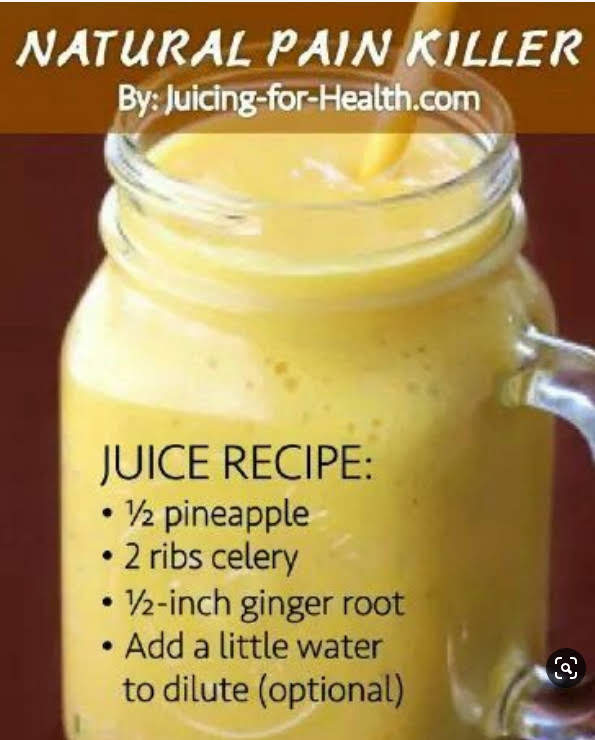 NATURAL PAIN KILLER
By: Juicing-for-Health.com
JUICE RECIPE:
• ½ pineapple
• 2 ribs celery
• ½-inch ginger root
• Add a little water
to dilute (optional)